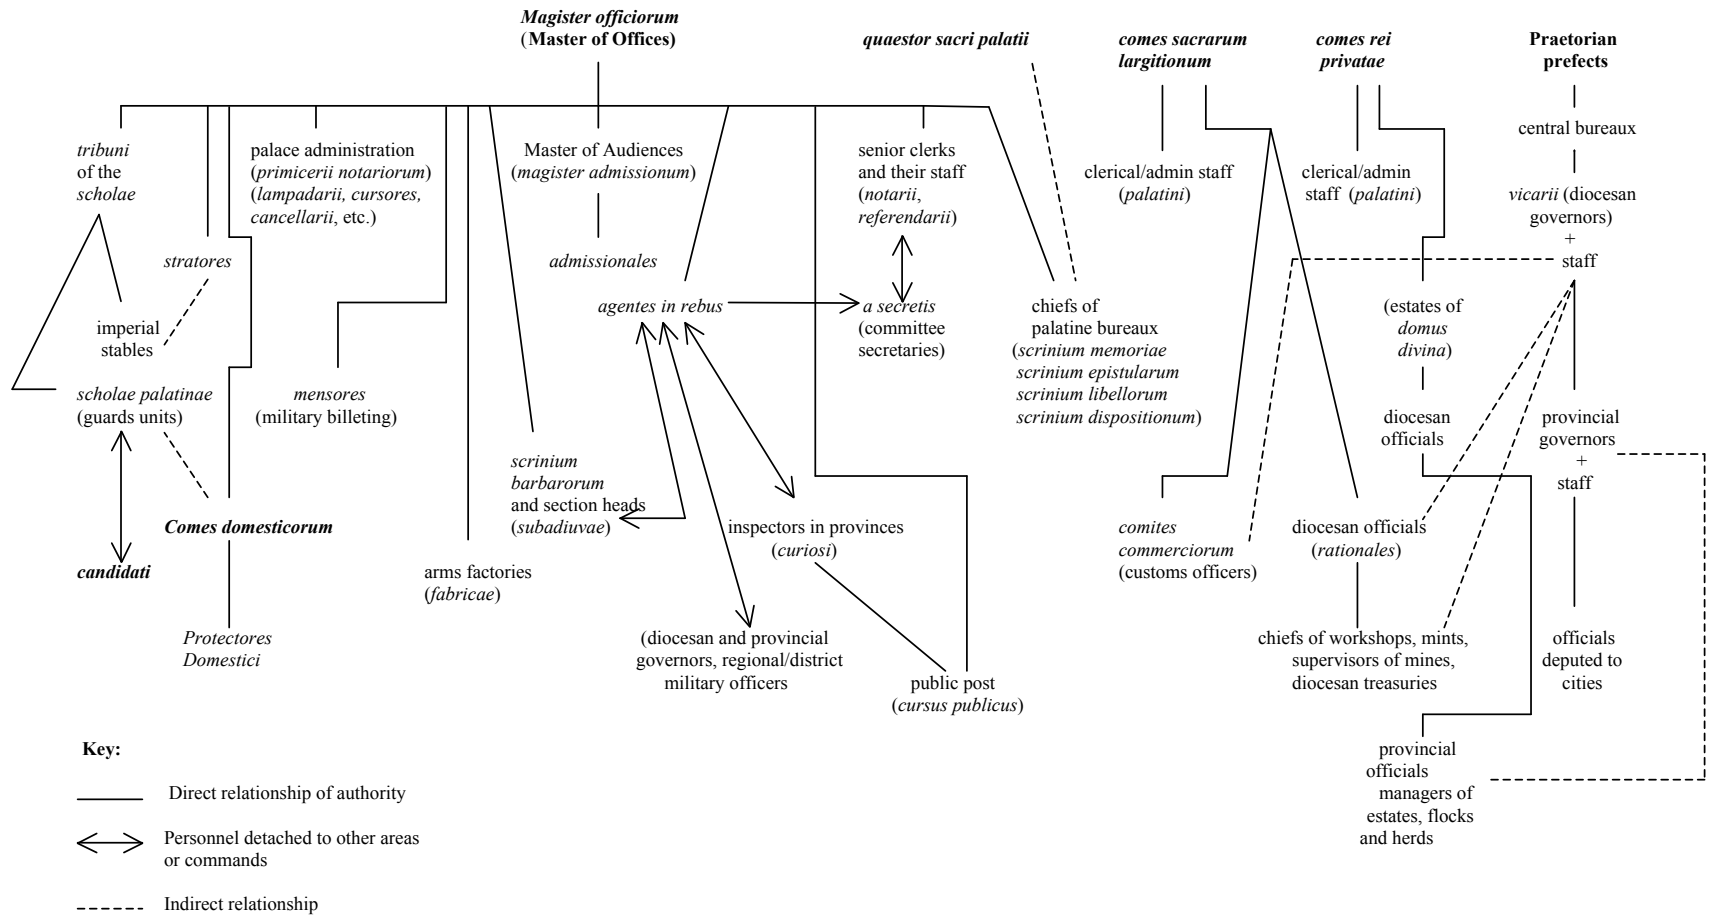 Magister officiorum
(Master of Offices)
quaestor sacri palatii
comes sacrarum
largitionum
comes rei
privatae
Praetorian
prefects
central bureaux
tribuni
of the
scholae
palace administration
(primicerii notariorum)
(lampadarii, cursores,
cancellarii, etc.)
Master of Audiences
(magister admissionum)
senior clerks
and their staff
(notarii,
referendarii)
clerical/admin staff
(palatini)
clerical/admin
staff (palatini)
vicarii (diocesan
governors)
+
staff
stratores
admissionales
imperial
stables
agentes in rebus
a secretis
(committee
secretaries)
chiefs of
palatine bureaux
(scrinium memoriae
scrinium epistularum
scrinium libellorum
scrinium dispositionum)
(estates of
domus
divina)
scholae palatinae
(guards units)
mensores
(military billeting)
diocesan
officials
provincial
governors
+
staff
scrinium
barbarorum
and section heads
(subadiuvae)
Comes domesticorum
inspectors in provinces
(curiosi)
comites
commerciorum
(customs officers)
diocesan officials
(rationales)
candidati
arms factories
(fabricae)
Protectores
Domestici
(diocesan and provincial
governors, regional/district
military officers
public post
(cursus publicus)
chiefs of workshops, mints,
supervisors of mines,
diocesan treasuries
officials
deputed to
cities
provincial
officials
managers of
estates, flocks
and herds
Key:
Direct relationship of authority
Personnel detached to other areas
or commands
Indirect relationship